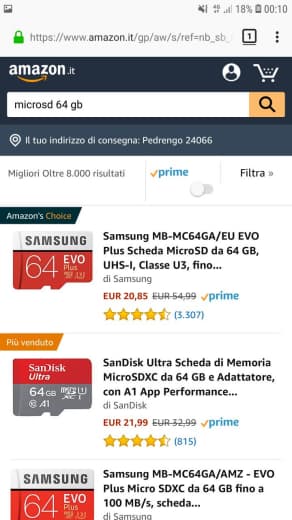 18% 00:10
https://www.amazon.it/gp/aw/s/ref=nb_sb_
1
amazon.it
microsd 64 gb
Il tuo indirizzo di consegna: Pedrengo 24066
Migliori Oltre 8.000 risultati
prime
Filtra »
Amazon's Choice
SAMSUNG
64 EVO
Plus
Samsung MB-MC64GA/EU EVO
Plus Scheda MicroSD da 64 GB,
UHS-I, Classe U3, fino...
di Samsung
EUR 20,85 EUR 54,99 prime
(3.307)
Più venduto
SanDisk
Ultra
64GB
A1
SanDisk Ultra Scheda di Memoria
MicroSDXC da 64 GB e Adattatore,
con A1 App Performance...
di SanDisk
EUR 21,99 EUR 32,99 prime
(815)
SAMSUNG
64 EVO
Plus
Samsung MB-MC64GA/AMZ - EVO
Plus Micro SDXC da 64 GB fino a
100 MB/s, scheda...
di Samsung